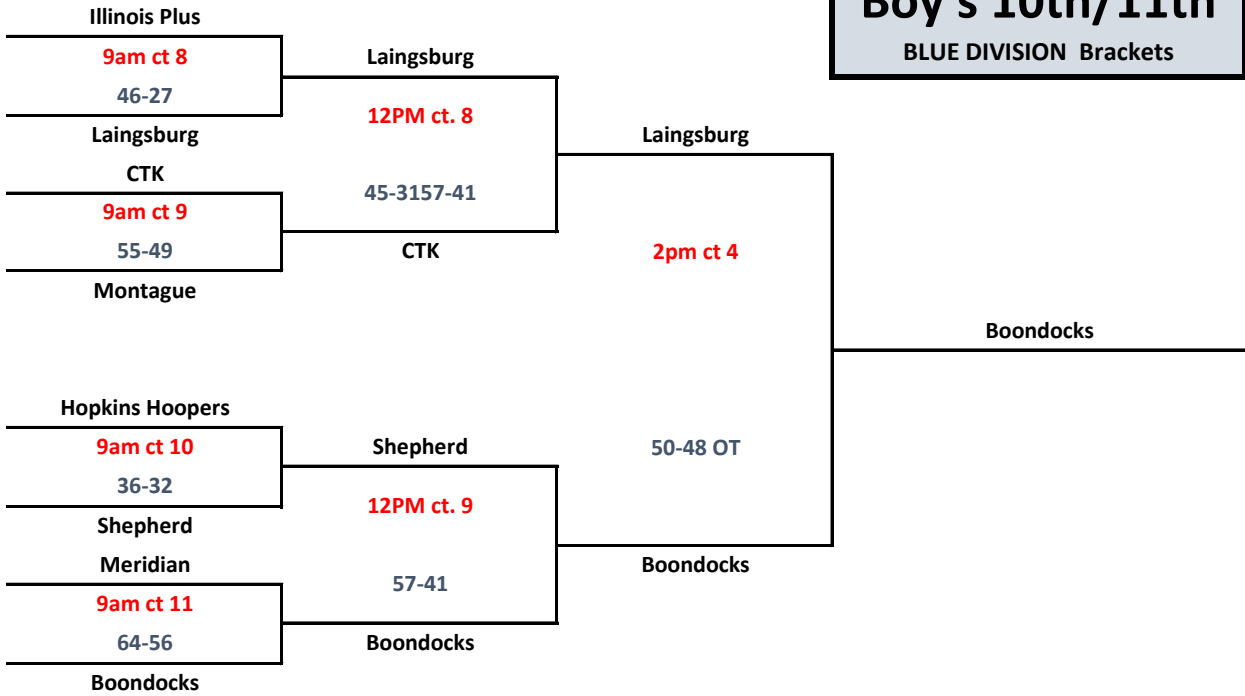 Boy's 10th/11th
BLUE DIVISION Brackets
Illinois Plus
9am ct 8
46-27
Laingsburg
CTK
9am ct 9
55-49
Montague
Laingsburg
12PM ct. 8
45-3157-41
CTK
Laingsburg
2pm ct 4
50-48 OT
Boondocks
Boondocks
Hopkins Hoopers
9am ct 10
36-32
Shepherd
Meridian
9am ct 11
64-56
Boondocks
Shepherd
12PM ct. 9
57-41
Boondocks